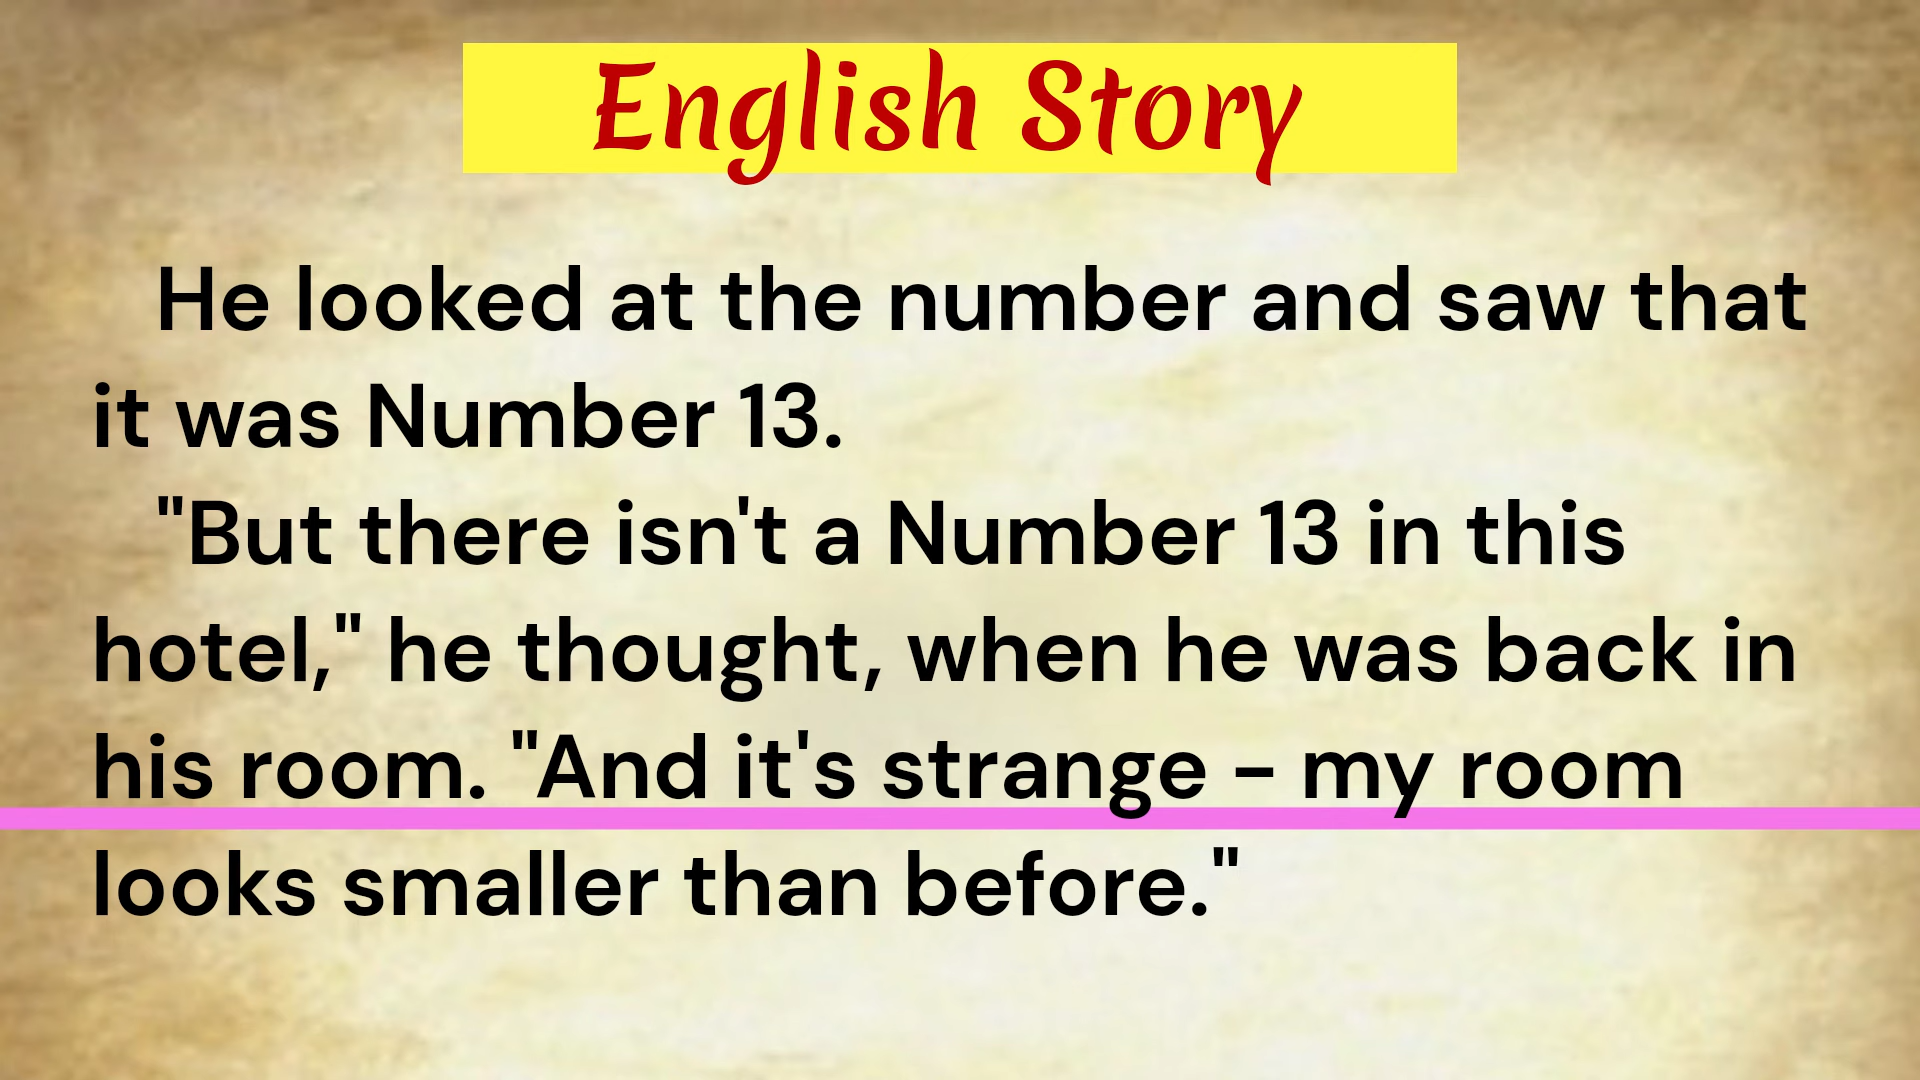 English Story
He looked at the number and saw that
it was Number 13.
"But there isn't a Number 13 in this
hotel," he thought, when he was back in
his room. "And it's strange – my room
looks smaller than before."